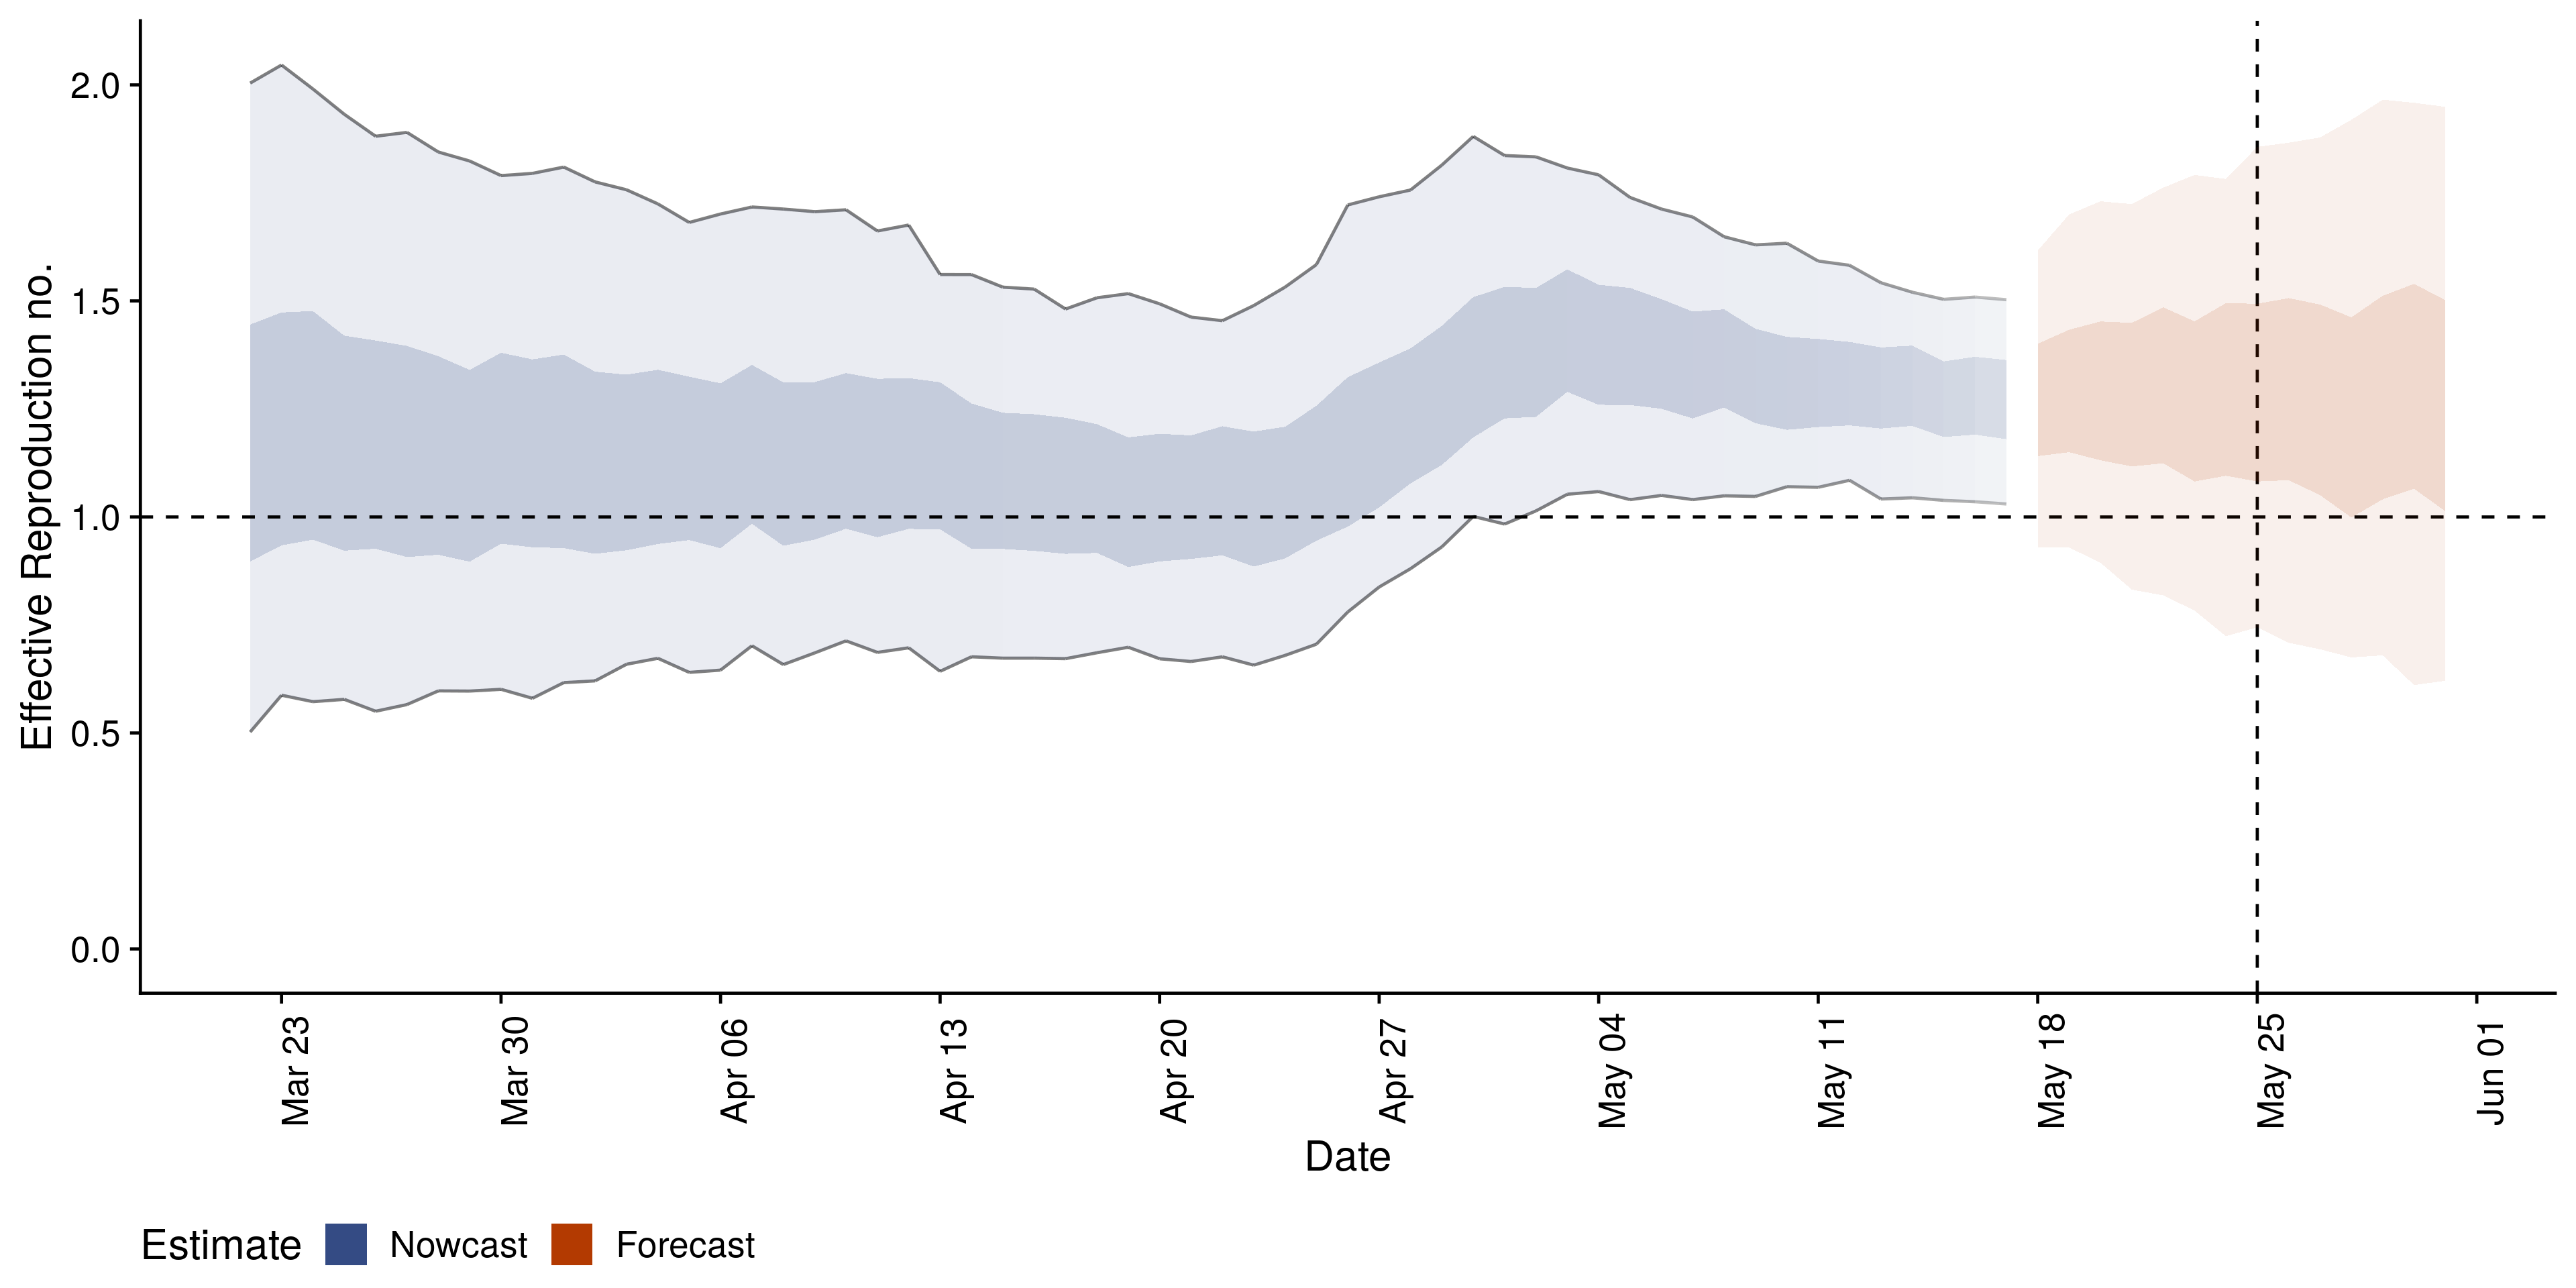 Effective Reproduction no.
2.0
1.5
1.0
0.5
0.0
Mar 23
Mar 30
Apr 06
Apr 13
Apr 20
Apr 27
May 04
May 11
May 18
May 25
Jun 01
Date
Estimate Nowcast Forecast